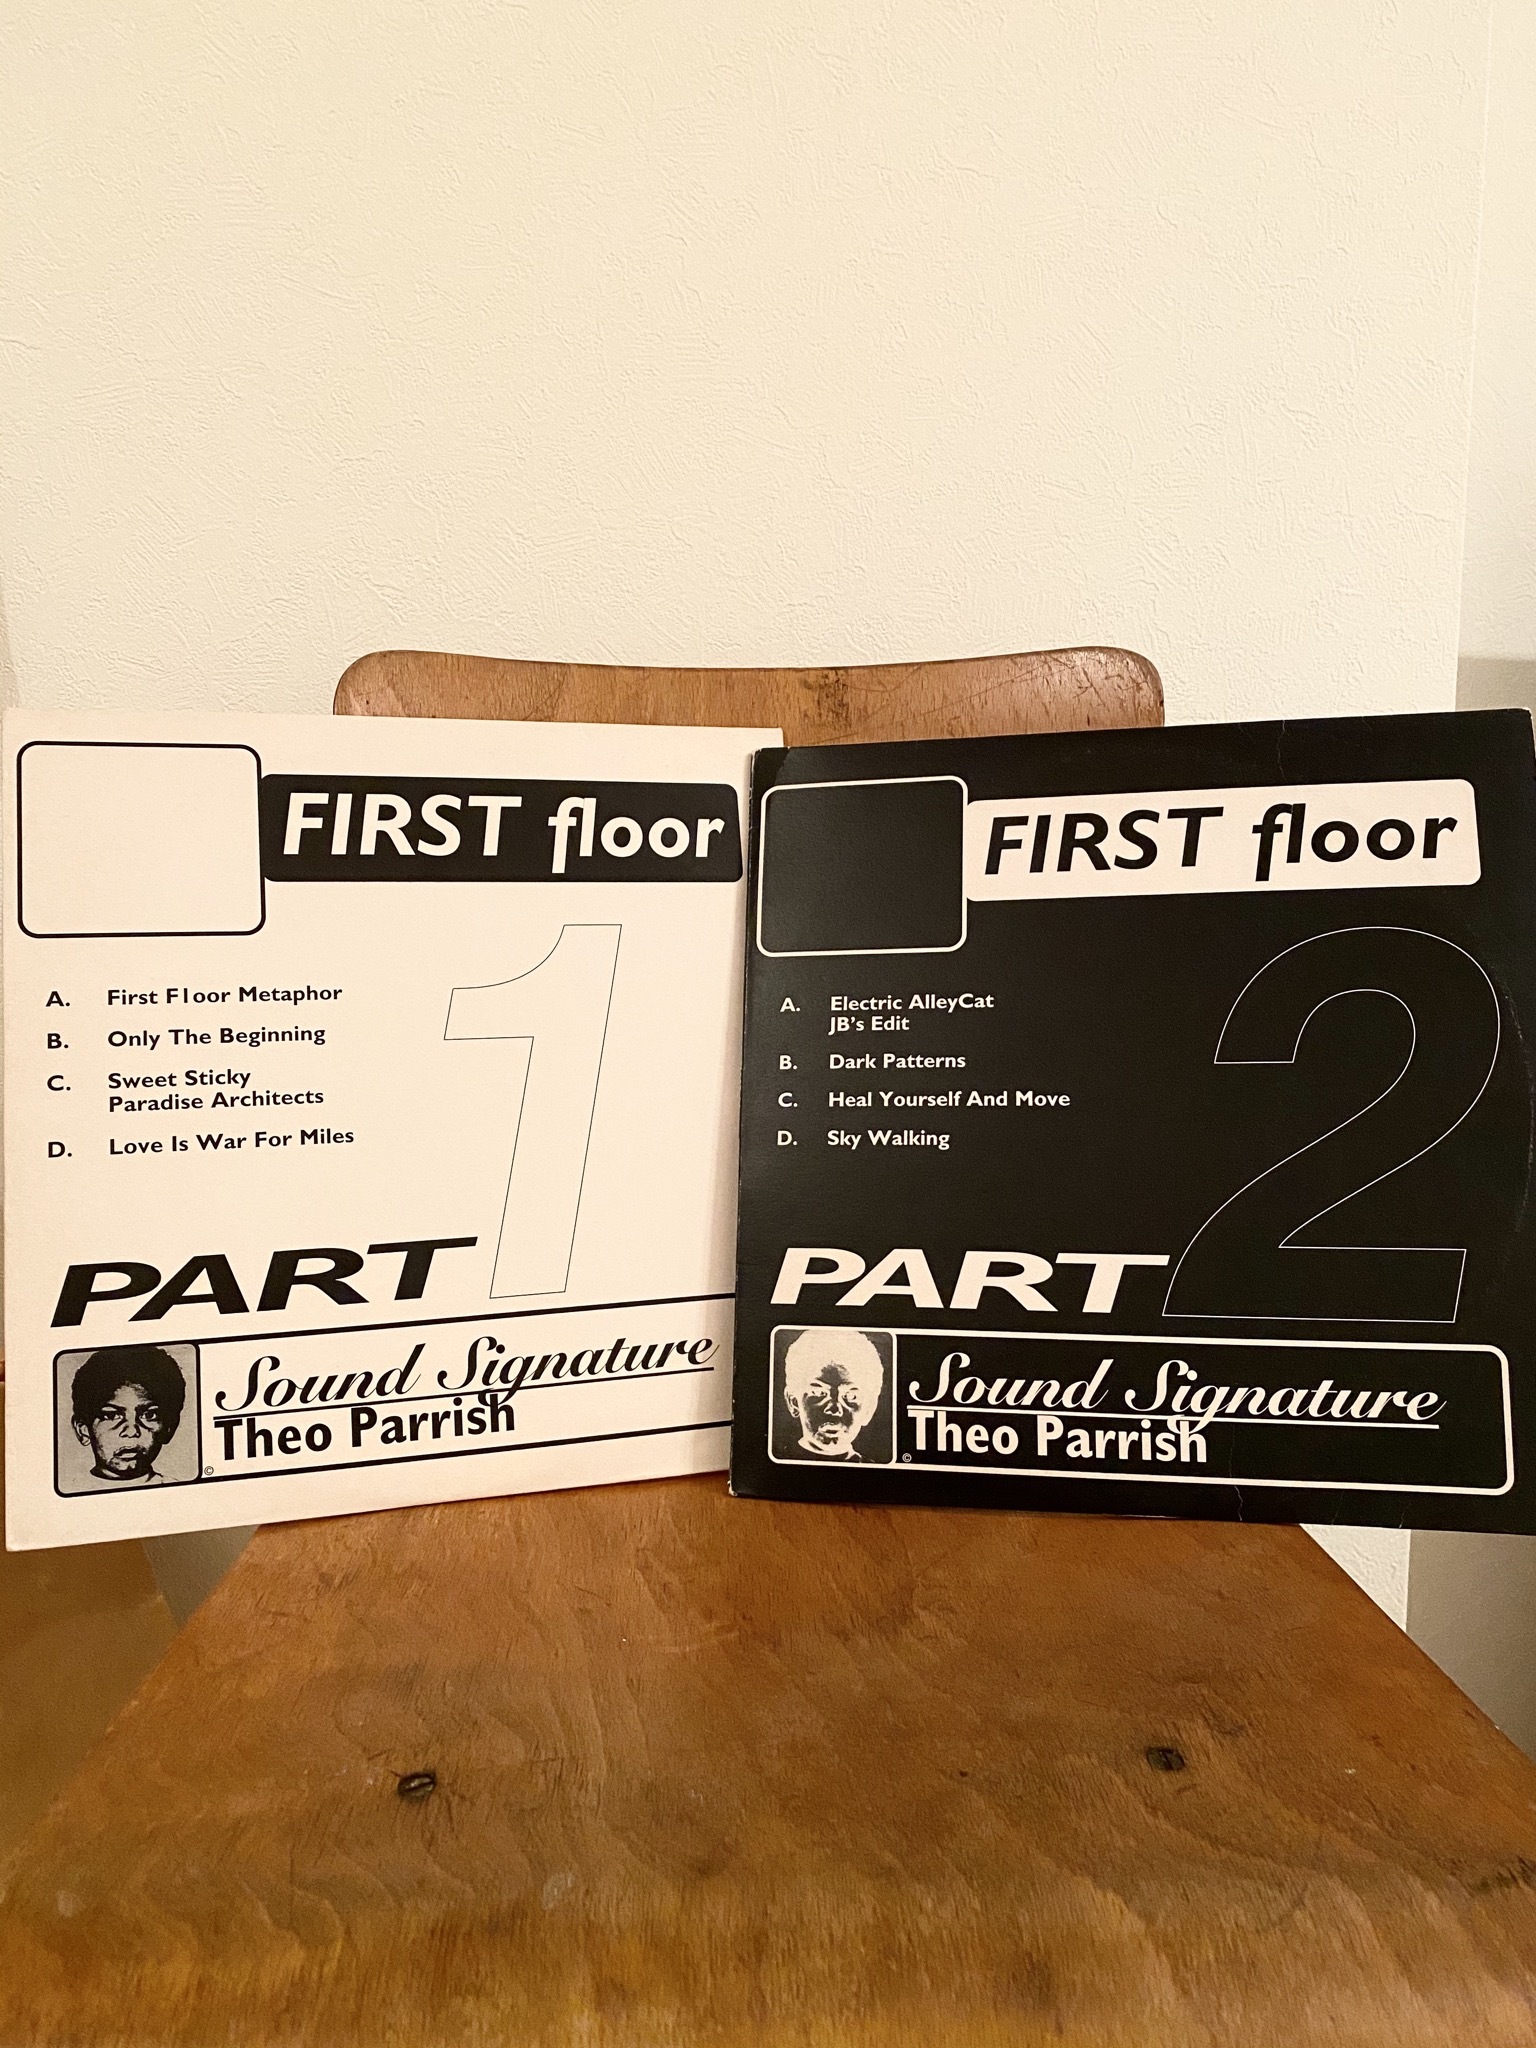 FIRST floor
A. First Floor Metaphor
B. Only The Beginning
C. Sweet Sticky
Paradise Architects
D. Love Is War For Miles
1
PART
Sound Signature
Theo Parrish
©
FIRST floor
A. Electric AlleyCat
JB's Edit
B. Dark Patterns
C. Heal Yourself And Move
D. Sky Walking
2
PART
Sound Signature
Theo Parrish
©